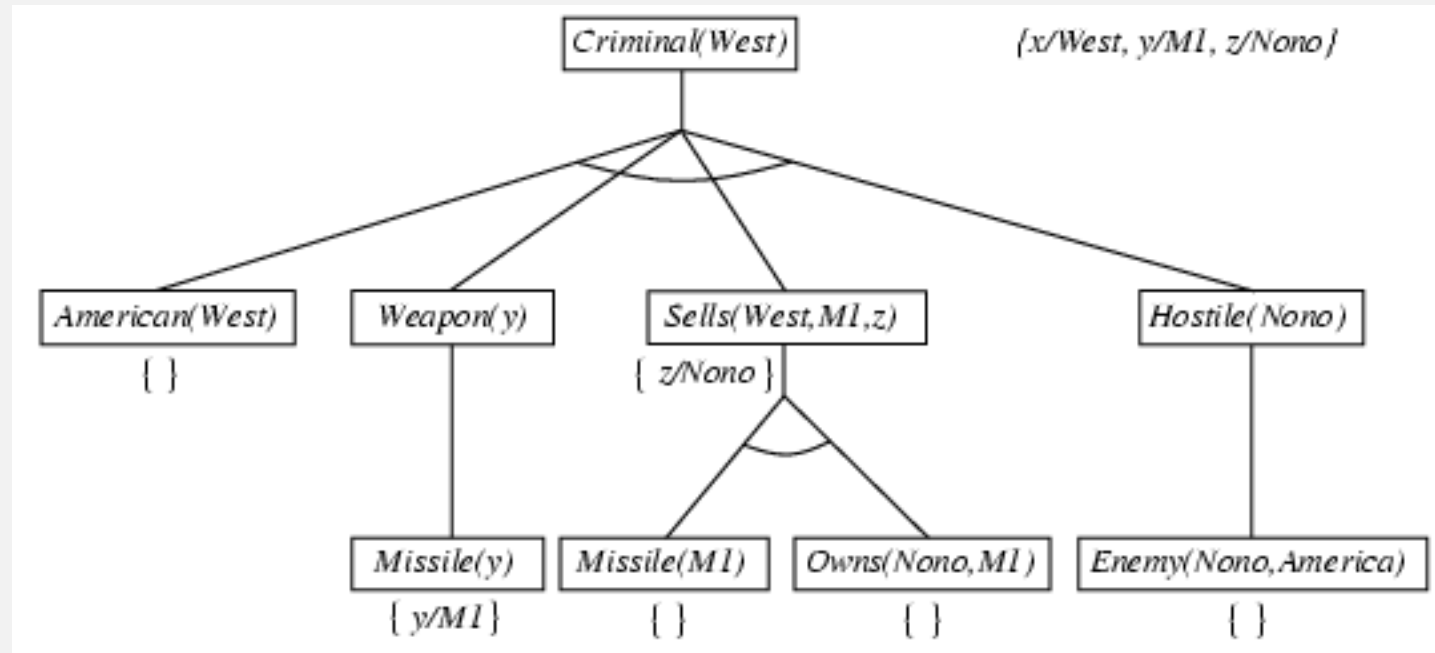 Criminal(West)
{x/West, y/M1, z/Nono}
American(West)
Weapon(y)
Sells(West,M1,z)
Hostile(Nono)
{ }
{ z/Nono }
Missile(y)
Missile(M1)
Owns(Nono,M1)
Enemy(Nono,America)
{ y/M1 }
{ }
{ }
{ }